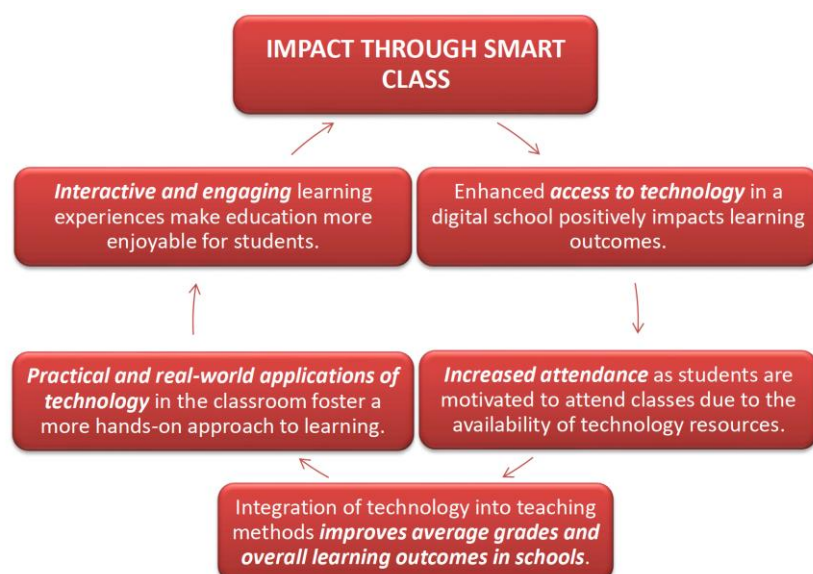 IMPACT THROUGH SMART
CLASS
Enhanced access to technology in
a digital school positively impacts learning
outcomes.
Increased attendance as students are
motivated to attend classes due to the
availability of technology resources.
Integration of technology into teaching
methods improves average grades and
overall learning outcomes in schools.
Practical and real-world applications of
technology in the classroom foster a
more hands-on approach to learning.
Interactive and engaging learning
experiences make education more
enjoyable for students.